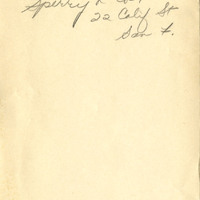 Sperry
22 Calif St
San F.